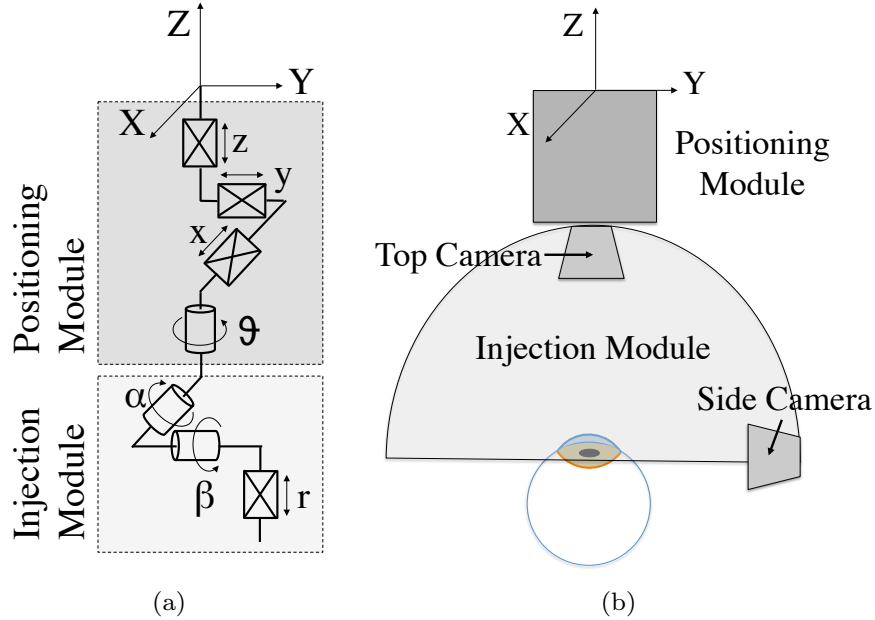 Z
Y
X
z
y
x
ϑ
Positioning
Module
α
β
r
Injection
Module
(a)
Z
Y
X
Positioning
Module
Top Camera
Injection Module
Side Camera
(b)